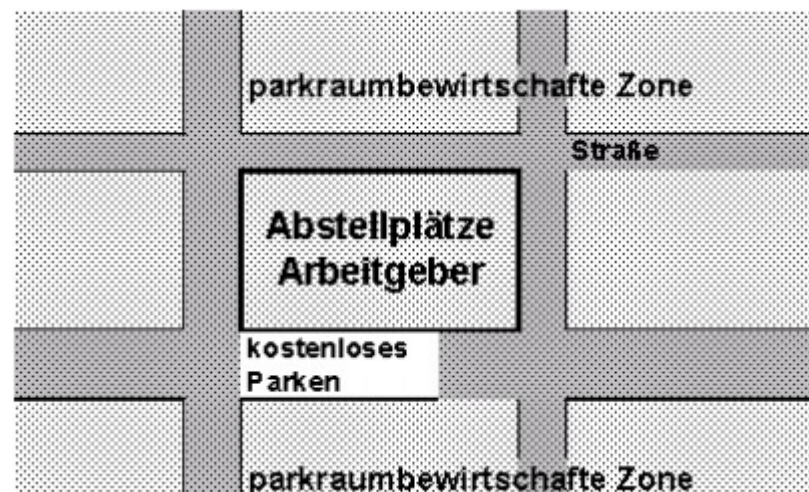 parkraumbewirtschafte Zone
Straße
Abstellplätze
Arbeitgeber
kostenloses
Parken
parkraumbewirtschafte Zone